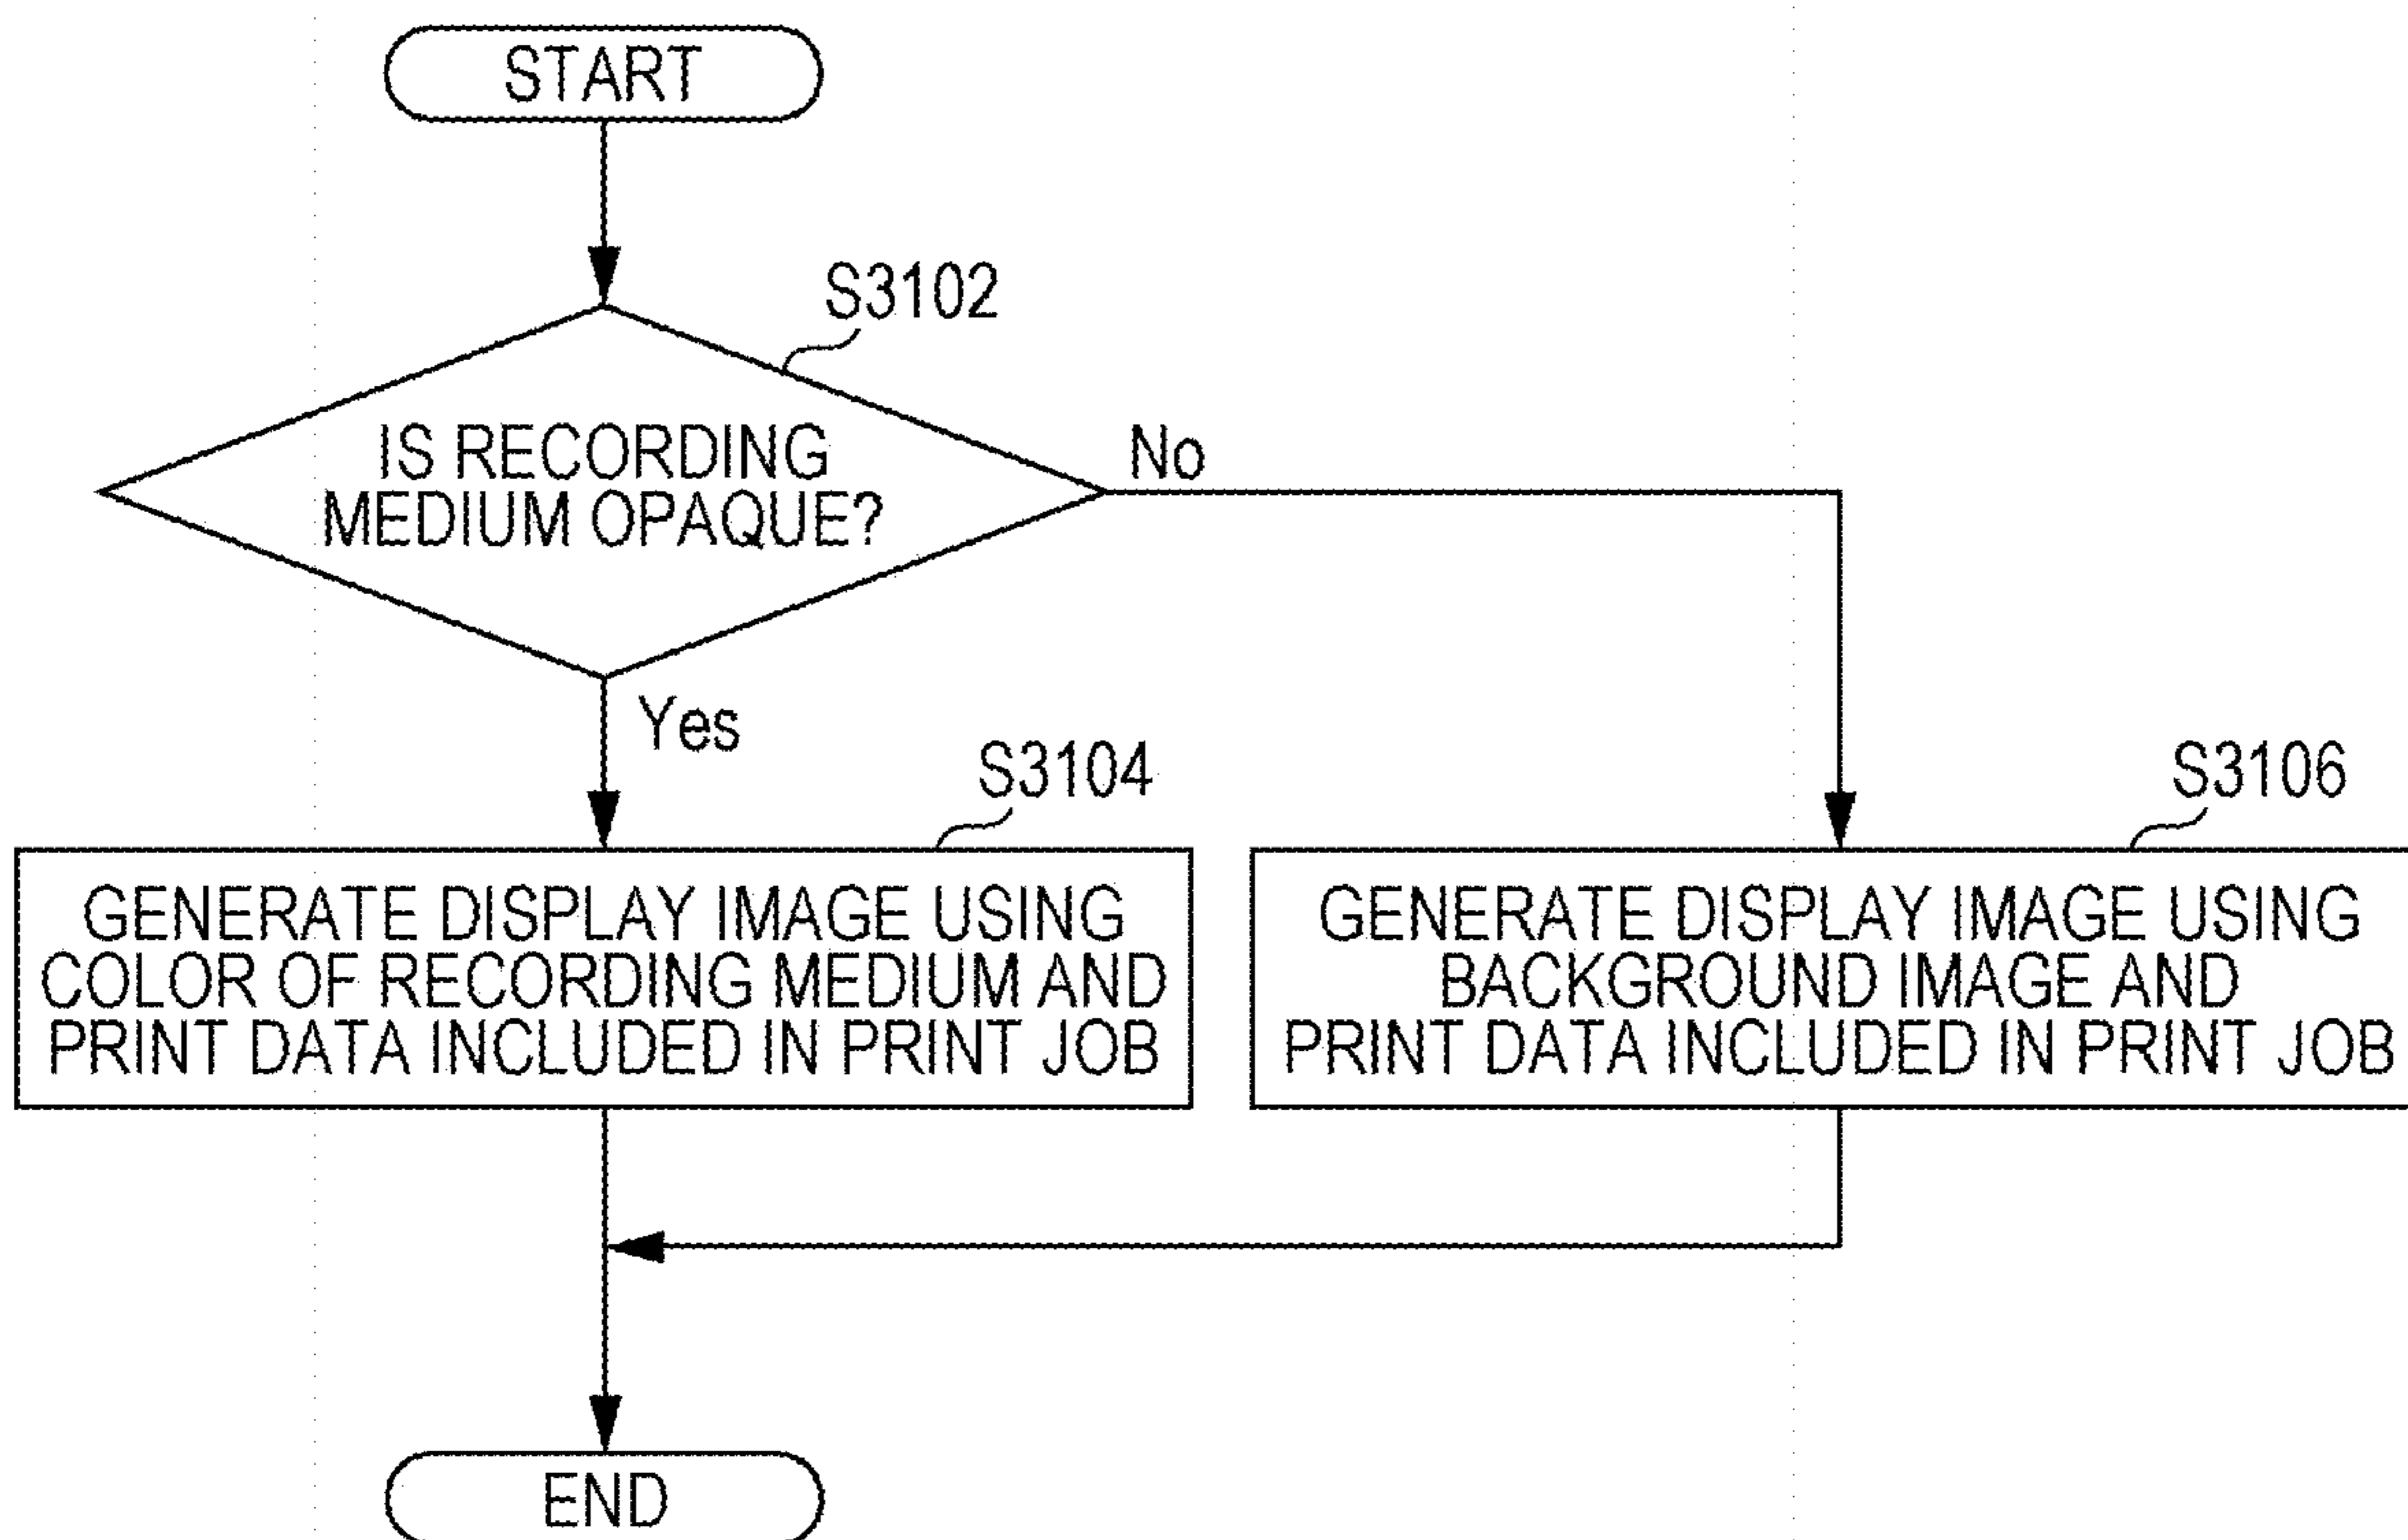 START
S3102
IS RECORDING
MEDIUM OPAQUE?
No
Yes
S3104
GENERATE DISPLAY IMAGE USING
COLOR OF RECORDING MEDIUM AND
PRINT DATA INCLUDED IN PRINT JOB
S3106
GENERATE DISPLAY IMAGE USING
BACKGROUND IMAGE AND
PRINT DATA INCLUDED IN PRINT JOB
END